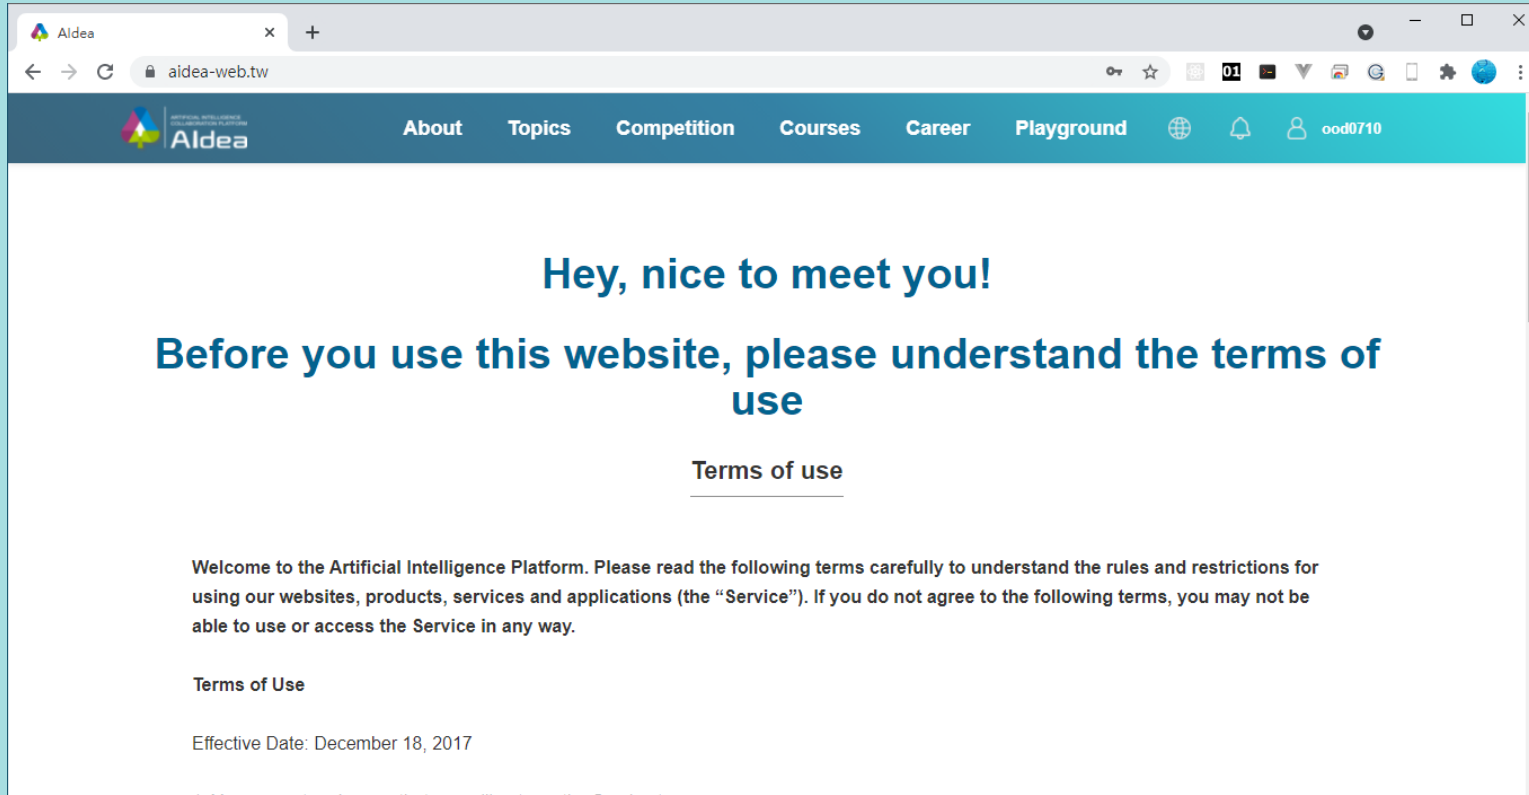 AIdea
aidea-web.tw
01
ARTIFICIAL INTELLIGENCE
COLLABORATION PLATFORM
AIdea
About Topics Competition Courses Career Playground ood0710
Hey, nice to meet you!
Before you use this website, please understand the terms of
use
Terms of use
Welcome to the Artificial Intelligence Platform. Please read the following terms carefully to understand the rules and restrictions for
using our websites, products, services and applications (the “Service”). If you do not agree to the following terms, you may not be
able to use or access the Service in any way.
Terms of Use
Effective Date: December 18, 2017